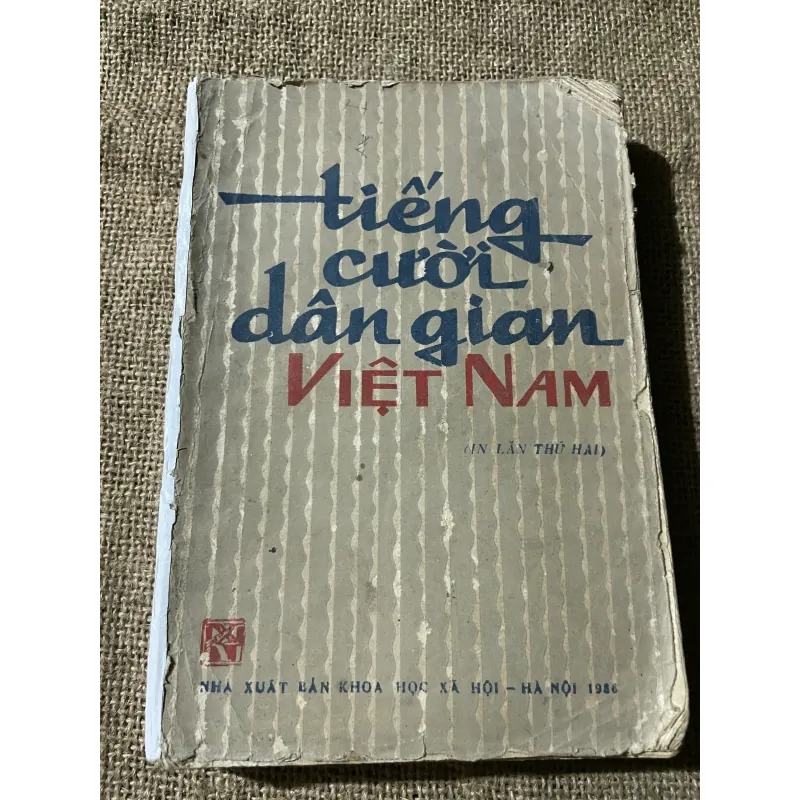 tiếng
cười
dân gian
VIỆT NAM
(IN LẦN THỨ HAI)
NHÀ XUẤT BẢN KHOA HỌC XÃ HỘI – HÀ NỘI 1986